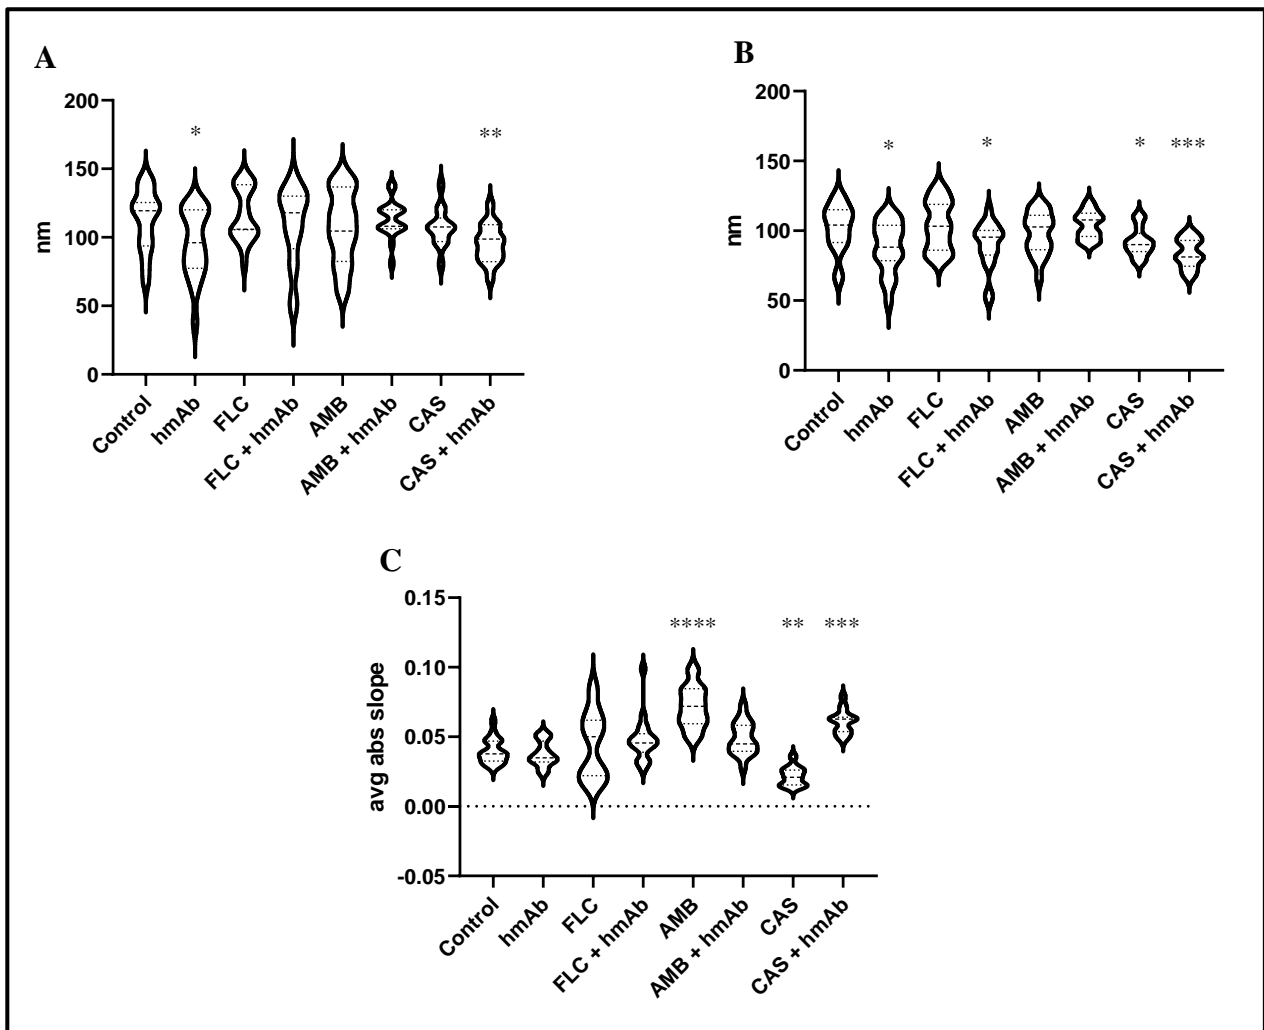 A
nm
200
150
100
50
0
*
**
Control
hmAb
FLC
FLC + hmAb
AMB
AMB + hmAb
CAS
CAS + hmAb
B
nm
200
150
100
50
0
*
*
*
***
Control
hmAb
FLC
FLC + hmAb
AMB
AMB + hmAb
CAS
CAS + hmAb
C
avg abs slope
0.15
0.10
0.05
0.00
-0.05
****
**
***
Control
hmAb
FLC
FLC + hmAb
AMB
AMB + hmAb
CAS
CAS + hmAb